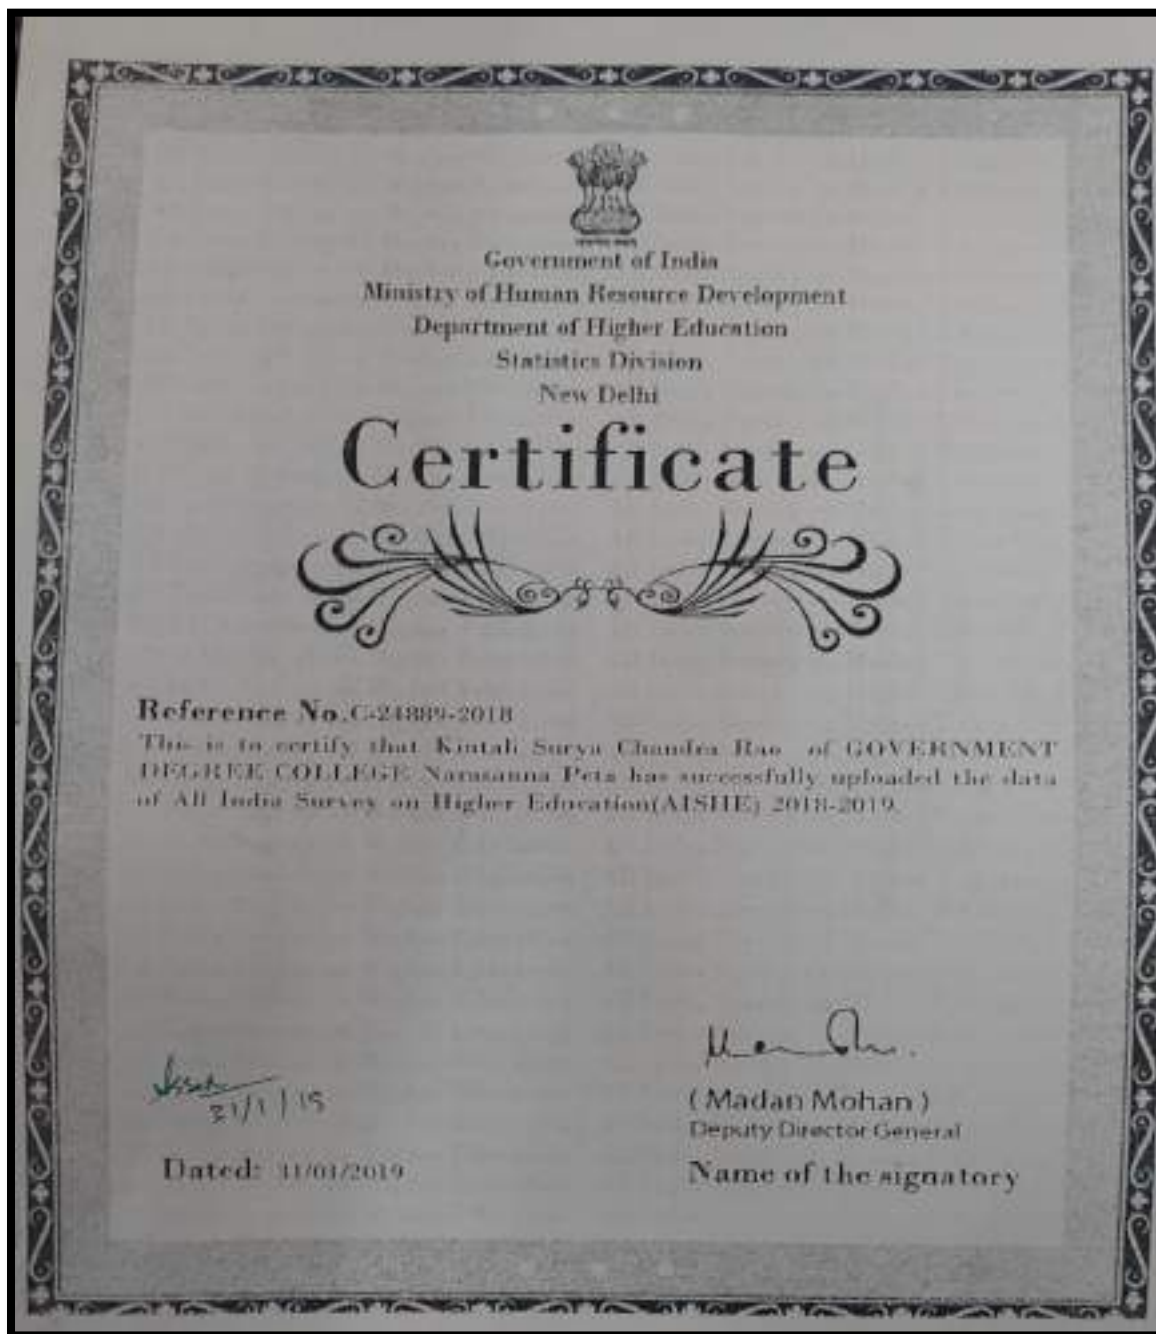 Government of India
Ministry of Human Resource Development
Department of Higher Education
Statistics Division
New Delhi
Certificate
Reference No.C-24889-2018
This is to certify that Kintali Surya Chandra Rao of GOVERNMENT
DEGREE COLLEGE Narasanna Peta has successfully uploaded the data
of All India Survey on Higher Education(AISHE) 2018-2019.
31/1/19
( Madan Mohan )
Deputy Director General
Dated: 31/01/2019
Name of the signatory